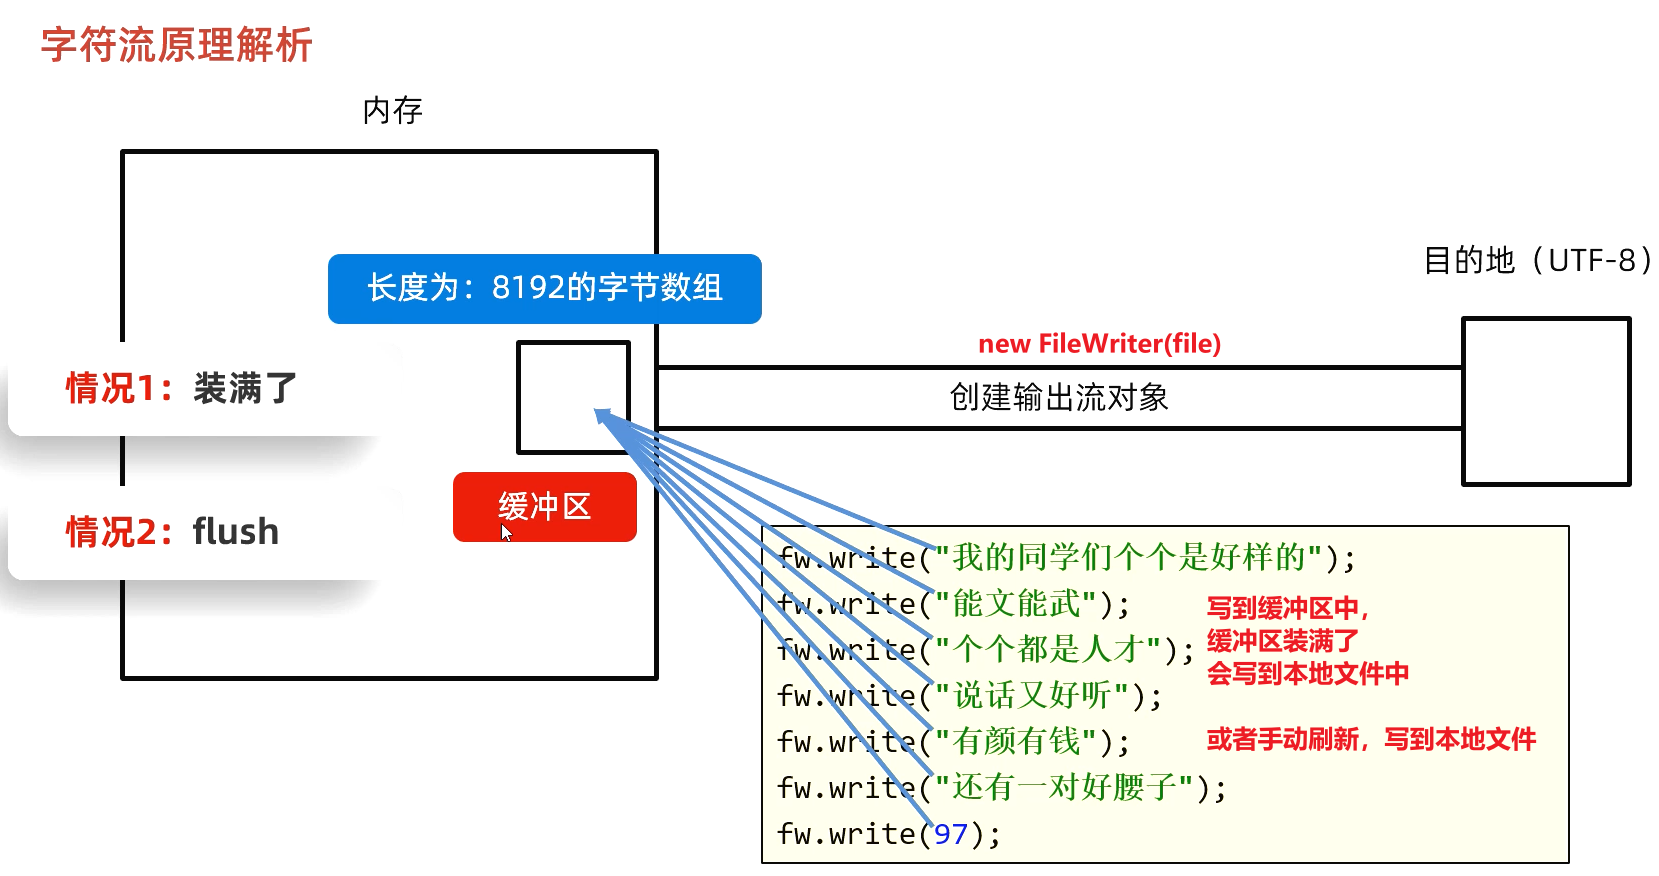 字符流原理解析
内存
长度为：8192的字节数组
目的地（UTF-8）
new FileWriter(file)
创建输出流对象
情况1：装满了
缓冲区
情况2：flush
fw.write("我的同学们个个是好样的");
fw.write("能文能武");
fw.write("个个都是人才");
fw.write("说话又好听");
fw.write("有颜有钱");
fw.write("还有一对好腰子");
fw.write(97);
写到缓冲区中，
缓冲区装满了
会写到本地文件中
或者手动刷新，写到本地文件